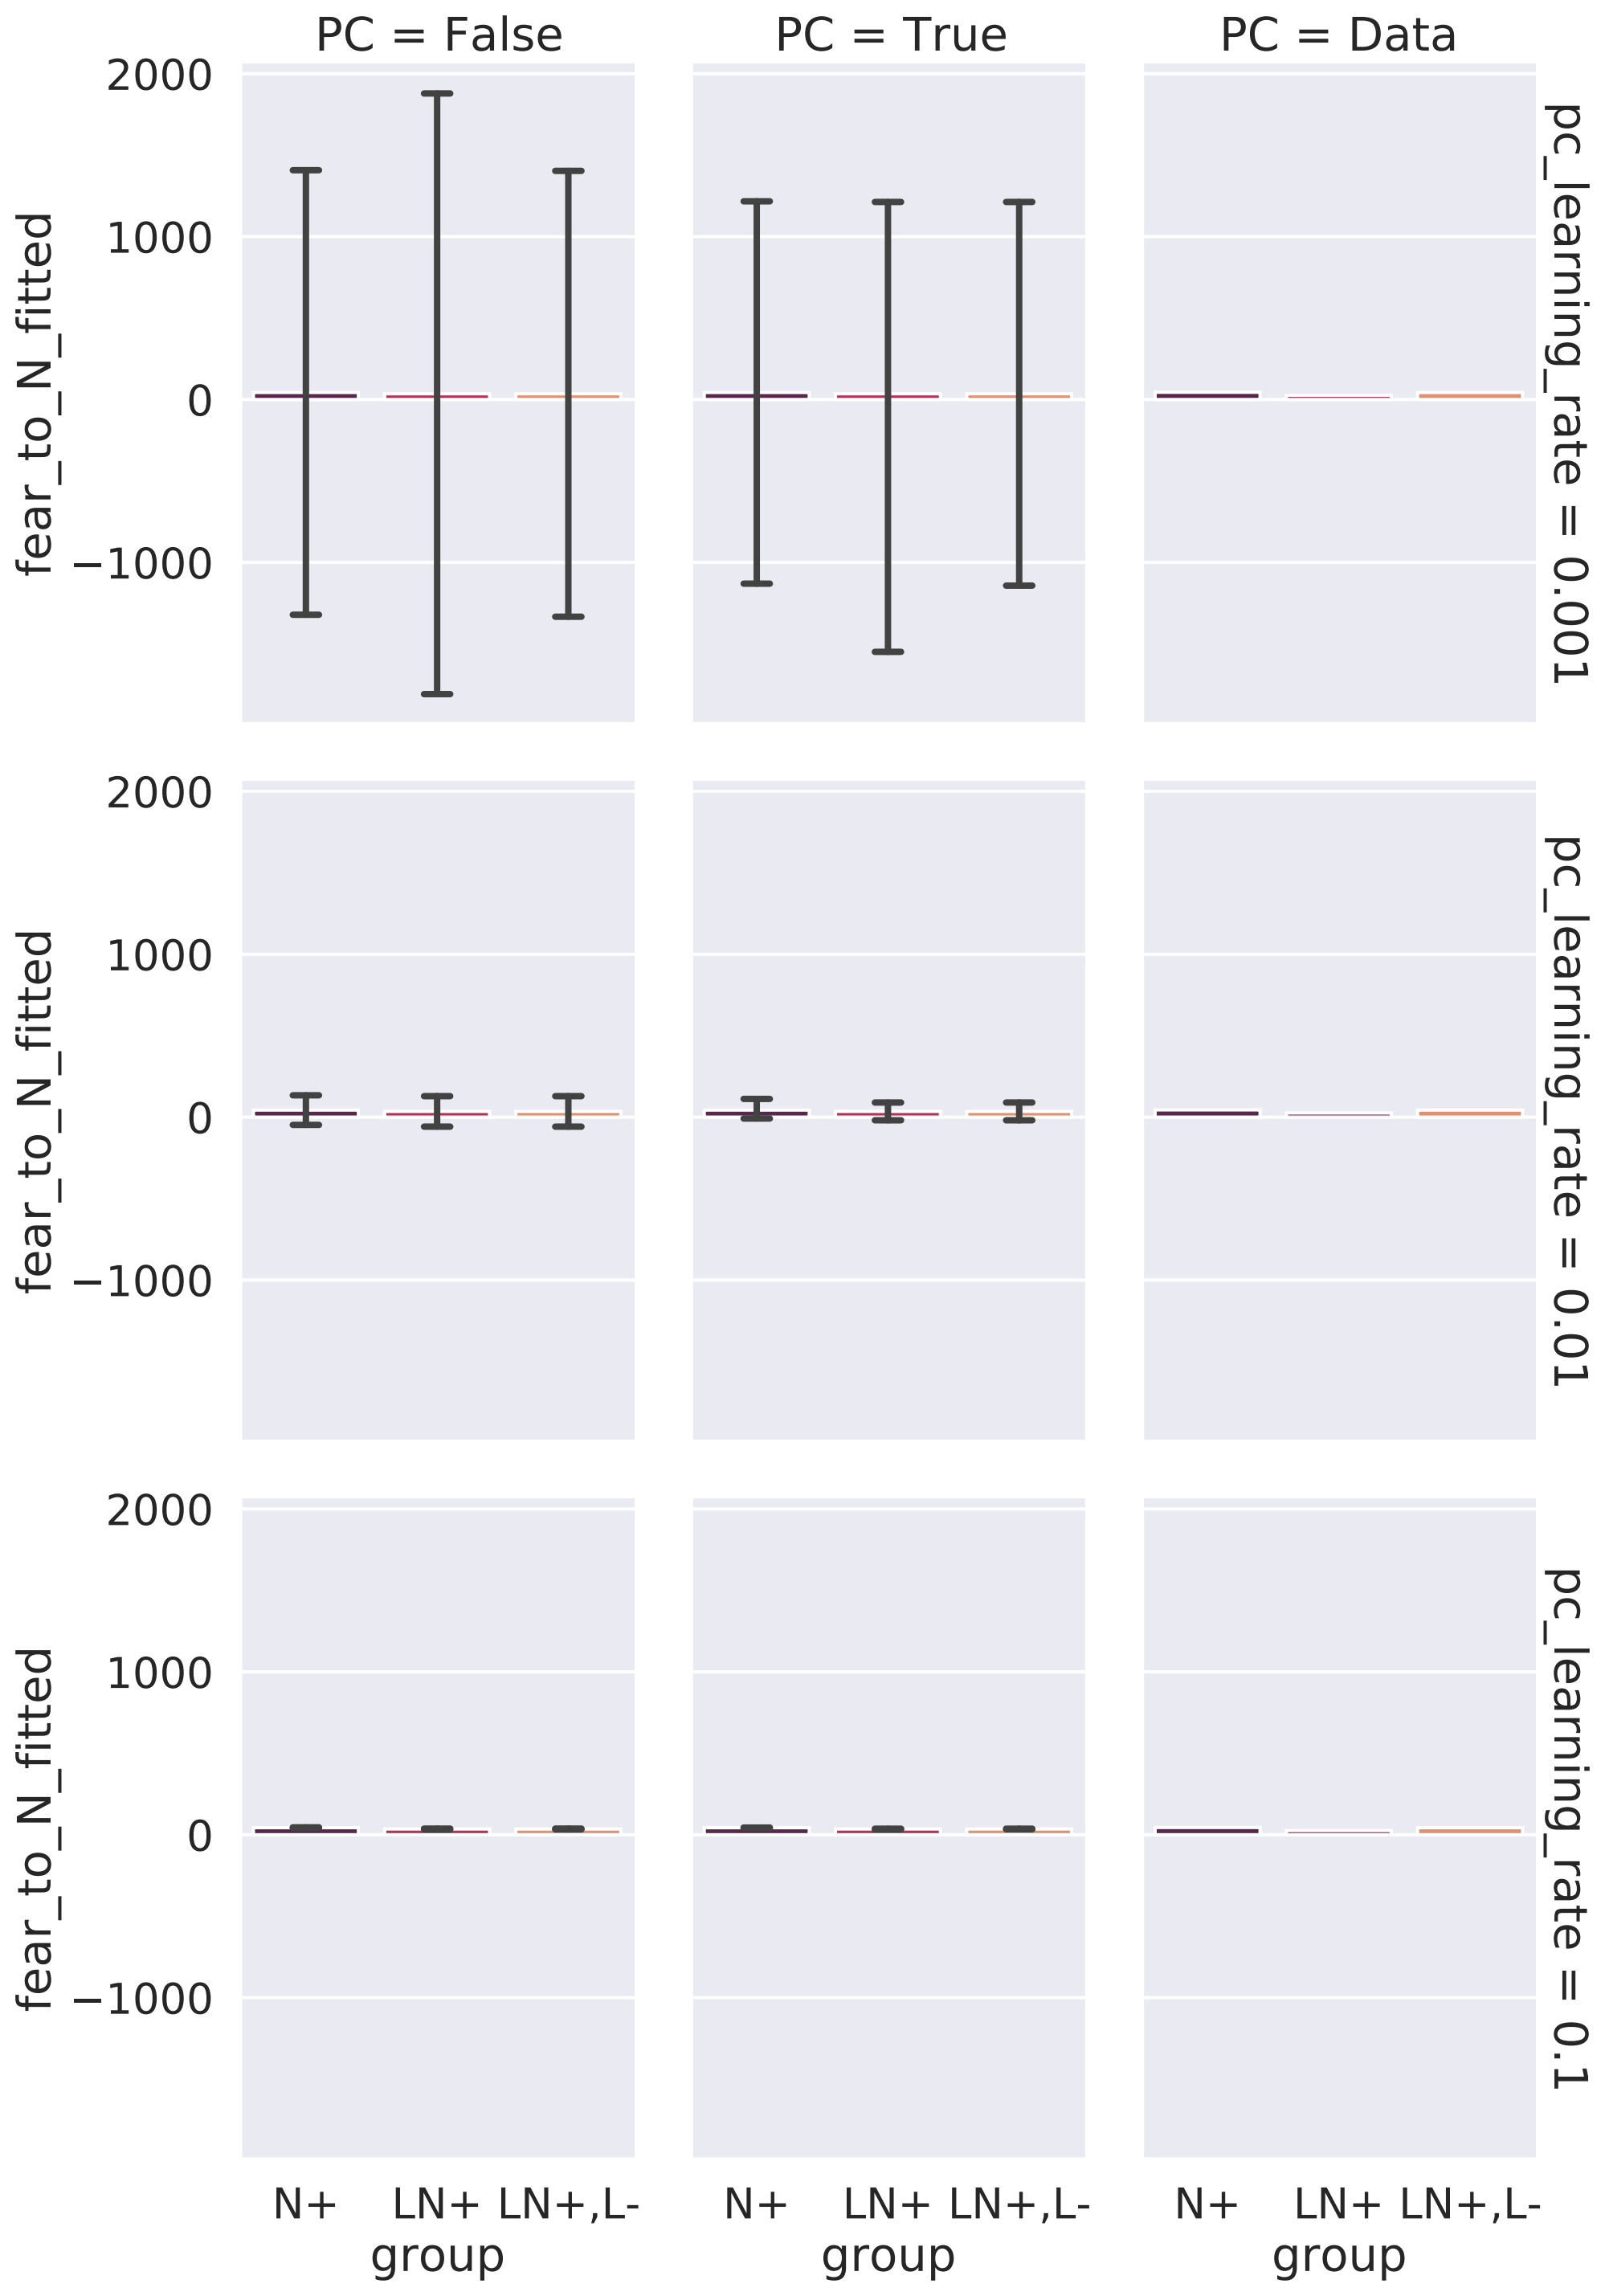 PC = False
PC = True
PC = Data
2000
1000
0
−1000
fear_to_N_fitted
pc_learning_rate = 0.001
2000
1000
0
−1000
fear_to_N_fitted
pc_learning_rate = 0.01
2000
1000
0
−1000
fear_to_N_fitted
pc_learning_rate = 0.1
N+ LN+ LN+,L-
group
N+ LN+ LN+,L-
group
N+ LN+ LN+,L-
group